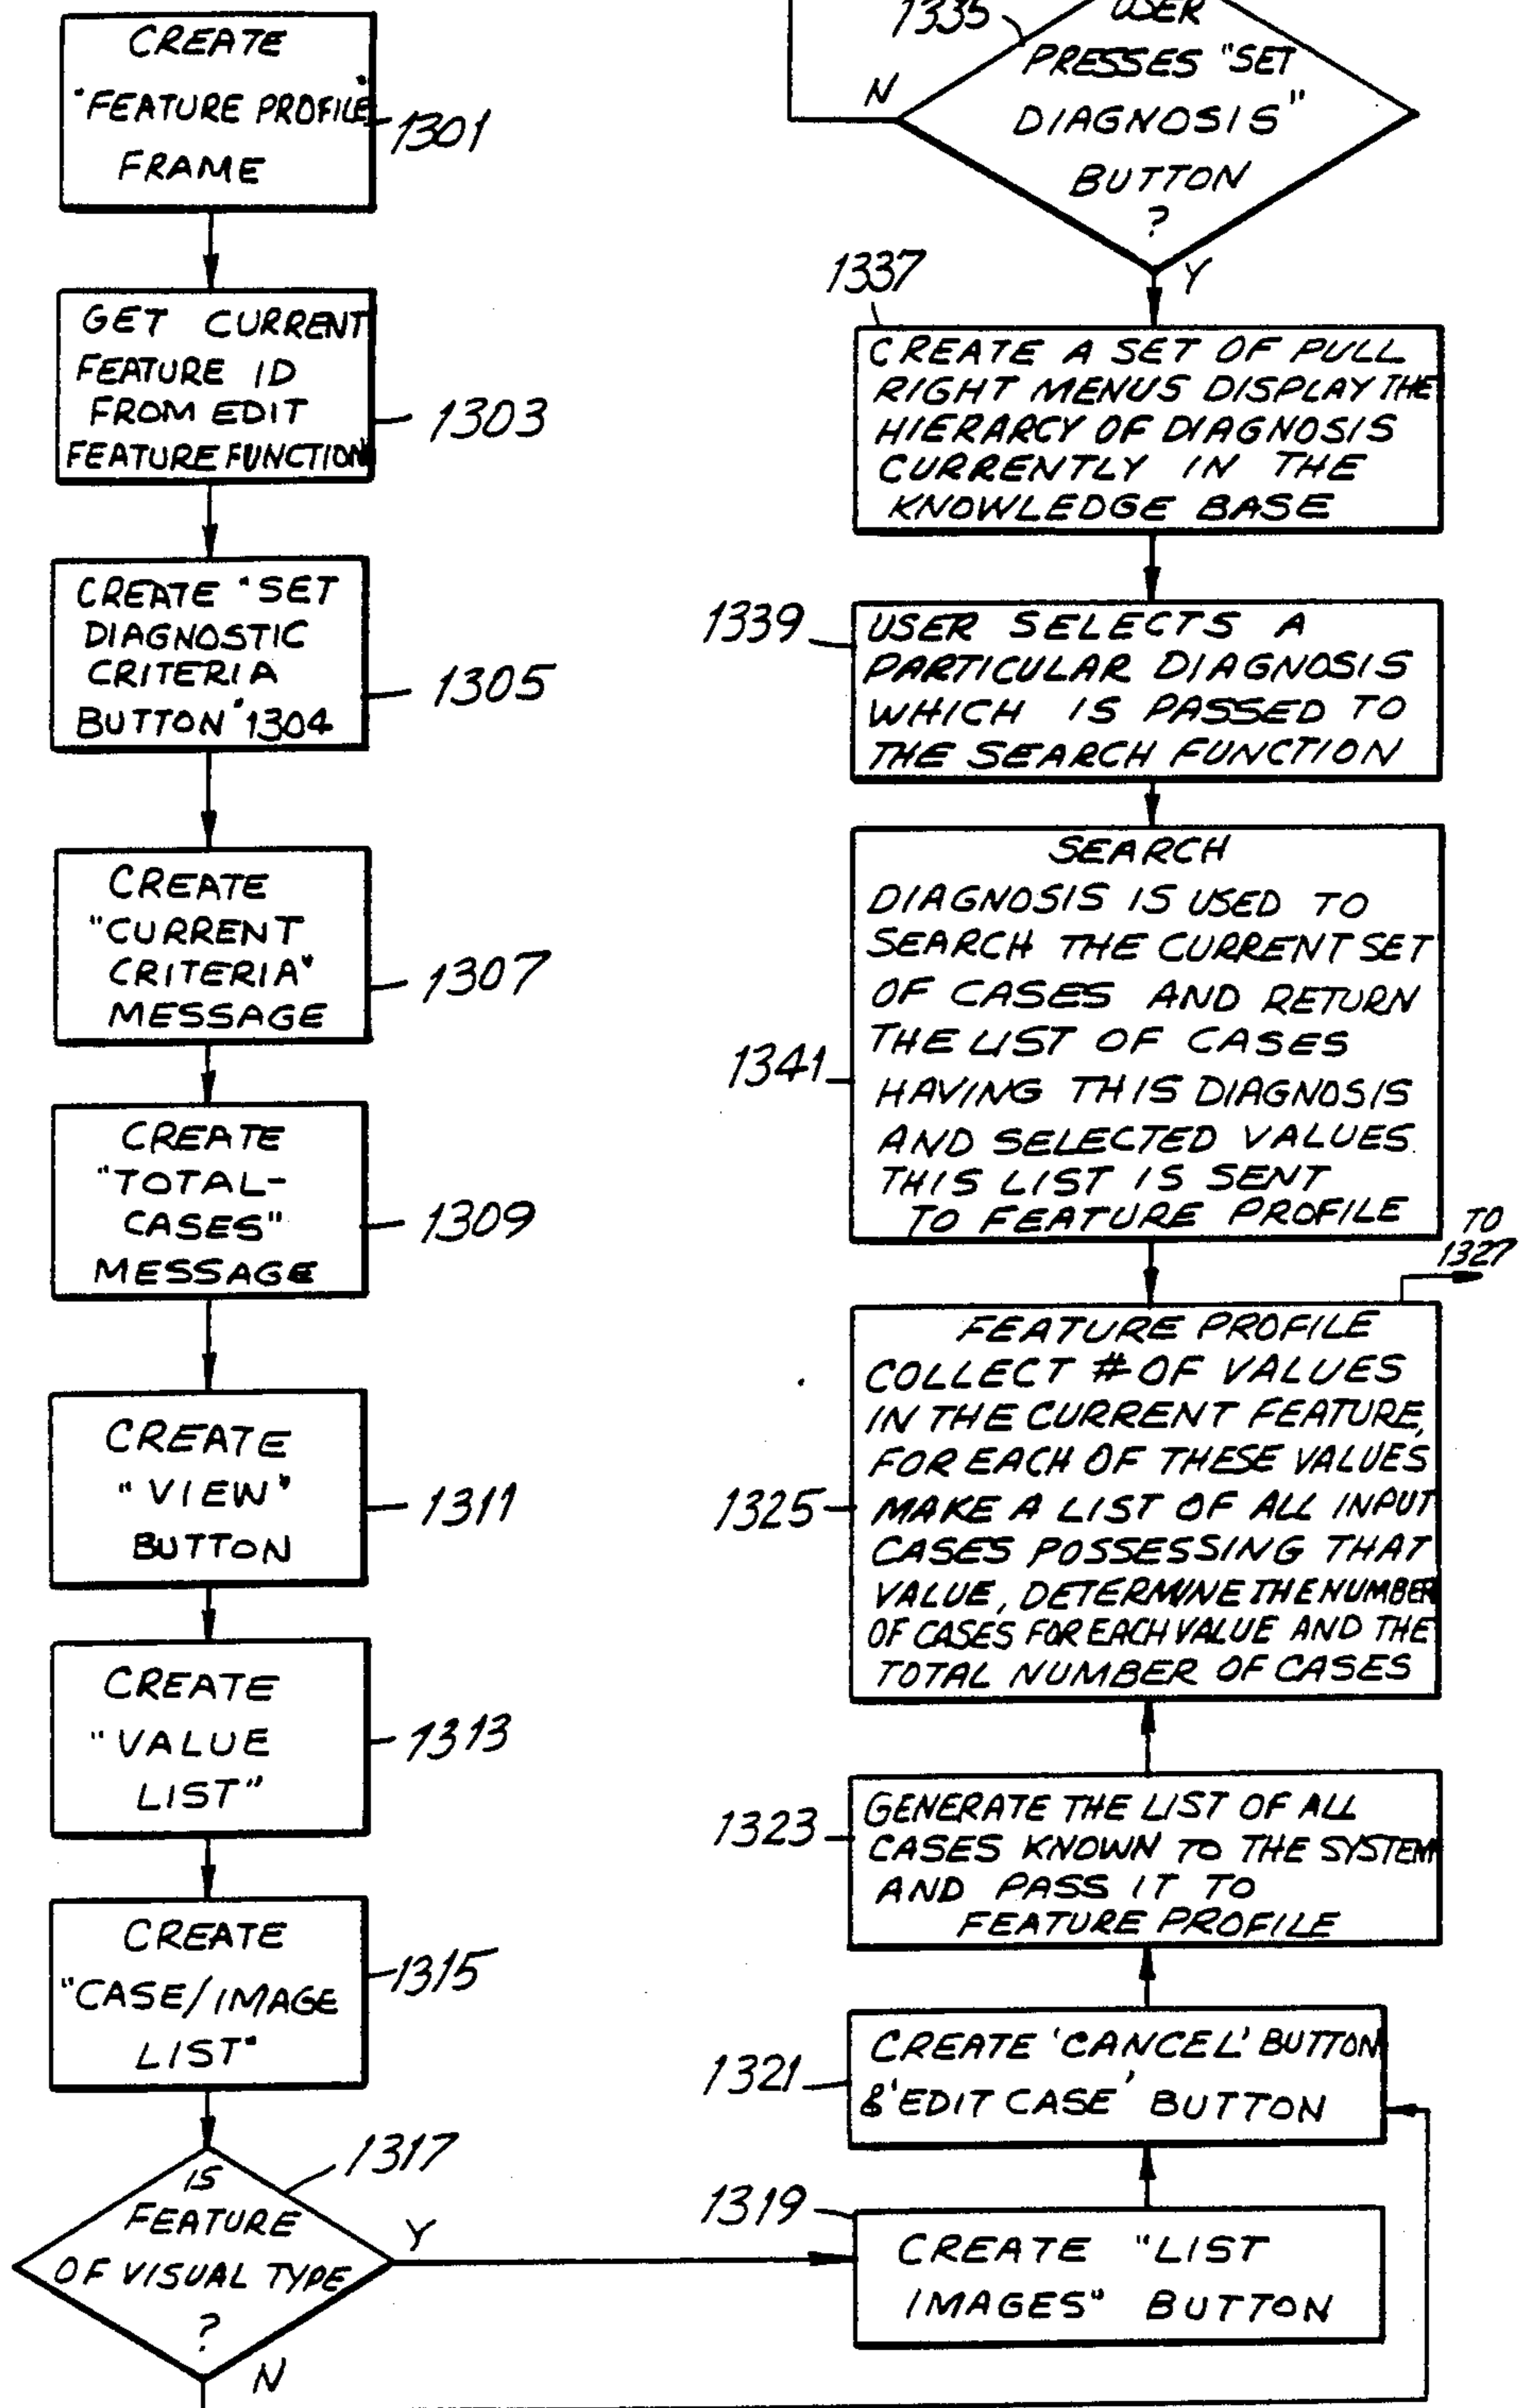 CREATE
"FEATURE PROFILE"
FRAME
1301
GET CURRENT
FEATURE ID
FROM EDIT
FEATURE FUNCTION
1303
CREATE "SET
DIAGNOSTIC
CRITERIA
BUTTON" 1304
1305
CREATE
"CURRENT
CRITERIA"
MESSAGE
1307
CREATE
"TOTAL-
CASES"
MESSAGE
1309
CREATE
"VIEW"
BUTTON
1311
CREATE
"VALUE
LIST"
1313
CREATE
"CASE/IMAGE
LIST"
1315
1317
IS
FEATURE
OF VISUAL TYPE
?
Y
N
1335
USER
PRESSES "SET
DIAGNOSIS"
BUTTON
?
N
Y
1337
CREATE A SET OF PULL
RIGHT MENUS DISPLAY THE
HIERARCY OF DIAGNOSIS
CURRENTLY IN THE
KNOWLEDGE BASE
1339
USER SELECTS A
PARTICULAR DIAGNOSIS
WHICH IS PASSED TO
THE SEARCH FUNCTION
1341
SEARCH
DIAGNOSIS IS USED TO
SEARCH THE CURRENT SET
OF CASES AND RETURN
THE LIST OF CASES
HAVING THIS DIAGNOSIS
AND SELECTED VALUES.
THIS LIST IS SENT
TO FEATURE PROFILE
TO
1327
1325
FEATURE PROFILE
COLLECT # OF VALUES
IN THE CURRENT FEATURE,
FOR EACH OF THESE VALUES
MAKE A LIST OF ALL INPUT
CASES POSSESSING THAT
VALUE, DETERMINE THE NUMBER
OF CASES FOR EACH VALUE AND THE
TOTAL NUMBER OF CASES
1323
GENERATE THE LIST OF ALL
CASES KNOWN TO THE SYSTEM
AND PASS IT TO
FEATURE PROFILE
1321
CREATE 'CANCEL' BUTTON
& 'EDIT CASE' BUTTON
1319
CREATE "LIST
IMAGES" BUTTON